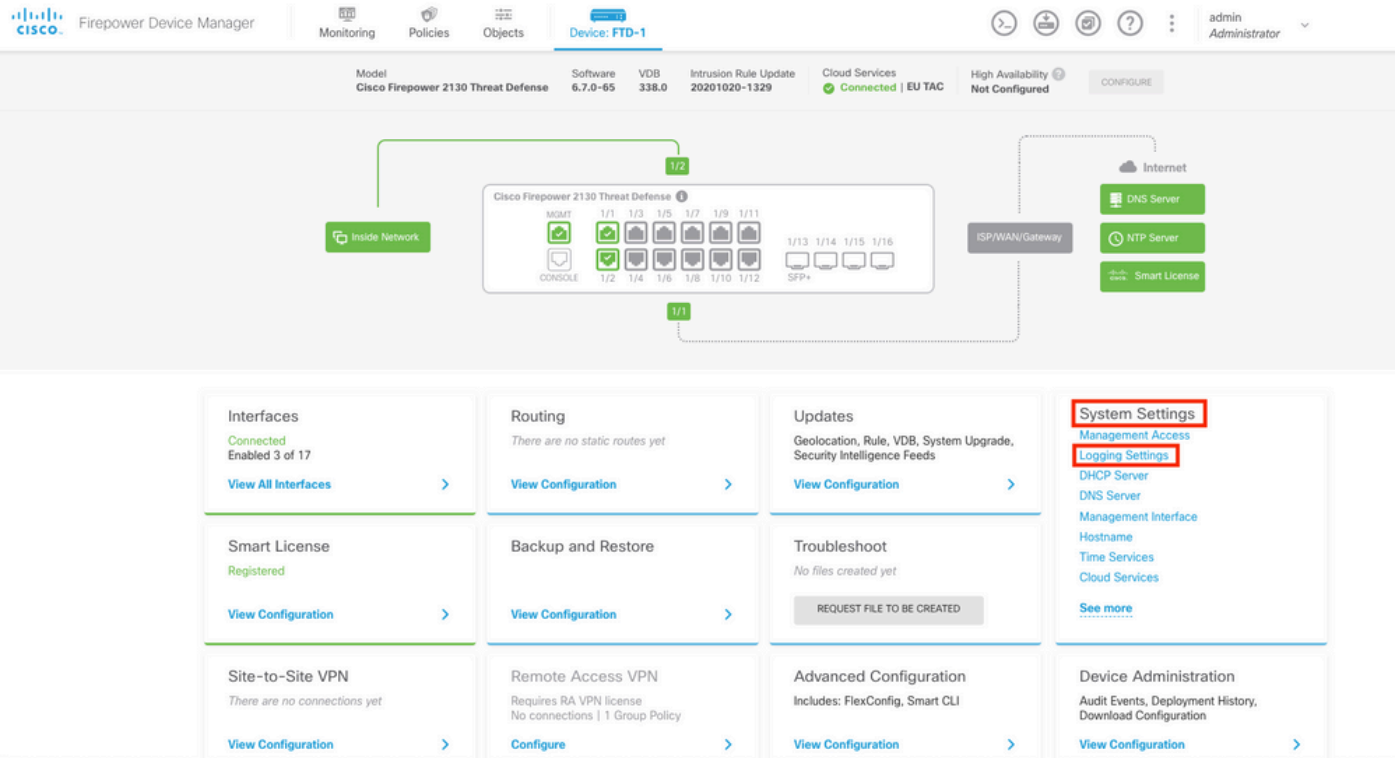 CISCO. Firepower Device Manager
Monitoring
Policies
Objects
Device: FTD-1
admin
Administrator
Model
Cisco Firepower 2130 Threat Defense
Software
6.7.0-65
VDB
338.0
Intrusion Rule Update
20201020-1329
Cloud Services
Connected | EU TAC
High Availability ?
Not Configured
CONFIGURE
1/2
Internet
Cisco Firepower 2130 Threat Defense
MGMT 1/1 1/3 1/5 1/7 1/9 1/11
1/13 1/14 1/15 1/16
CONSOLE 1/2 1/4 1/6 1/8 1/10 1/12 SFP+
Inside Network
ISP/WAN/Gateway
DNS Server
NTP Server
Smart License
1/1
Interfaces
Connected
Enabled 3 of 17
View All Interfaces
Routing
There are no static routes yet
View Configuration
Updates
Geolocation, Rule, VDB, System Upgrade,
Security Intelligence Feeds
View Configuration
System Settings
Management Access
Logging Settings
DHCP Server
DNS Server
Management Interface
Hostname
Time Services
Cloud Services
See more
Smart License
Registered
View Configuration
Backup and Restore
View Configuration
Troubleshoot
No files created yet
REQUEST FILE TO BE CREATED
Site-to-Site VPN
There are no connections yet
View Configuration
Remote Access VPN
Requires RA VPN license
No connections | 1 Group Policy
Configure
Advanced Configuration
Includes: FlexConfig, Smart CLI
View Configuration
Device Administration
Audit Events, Deployment History,
Download Configuration
View Configuration